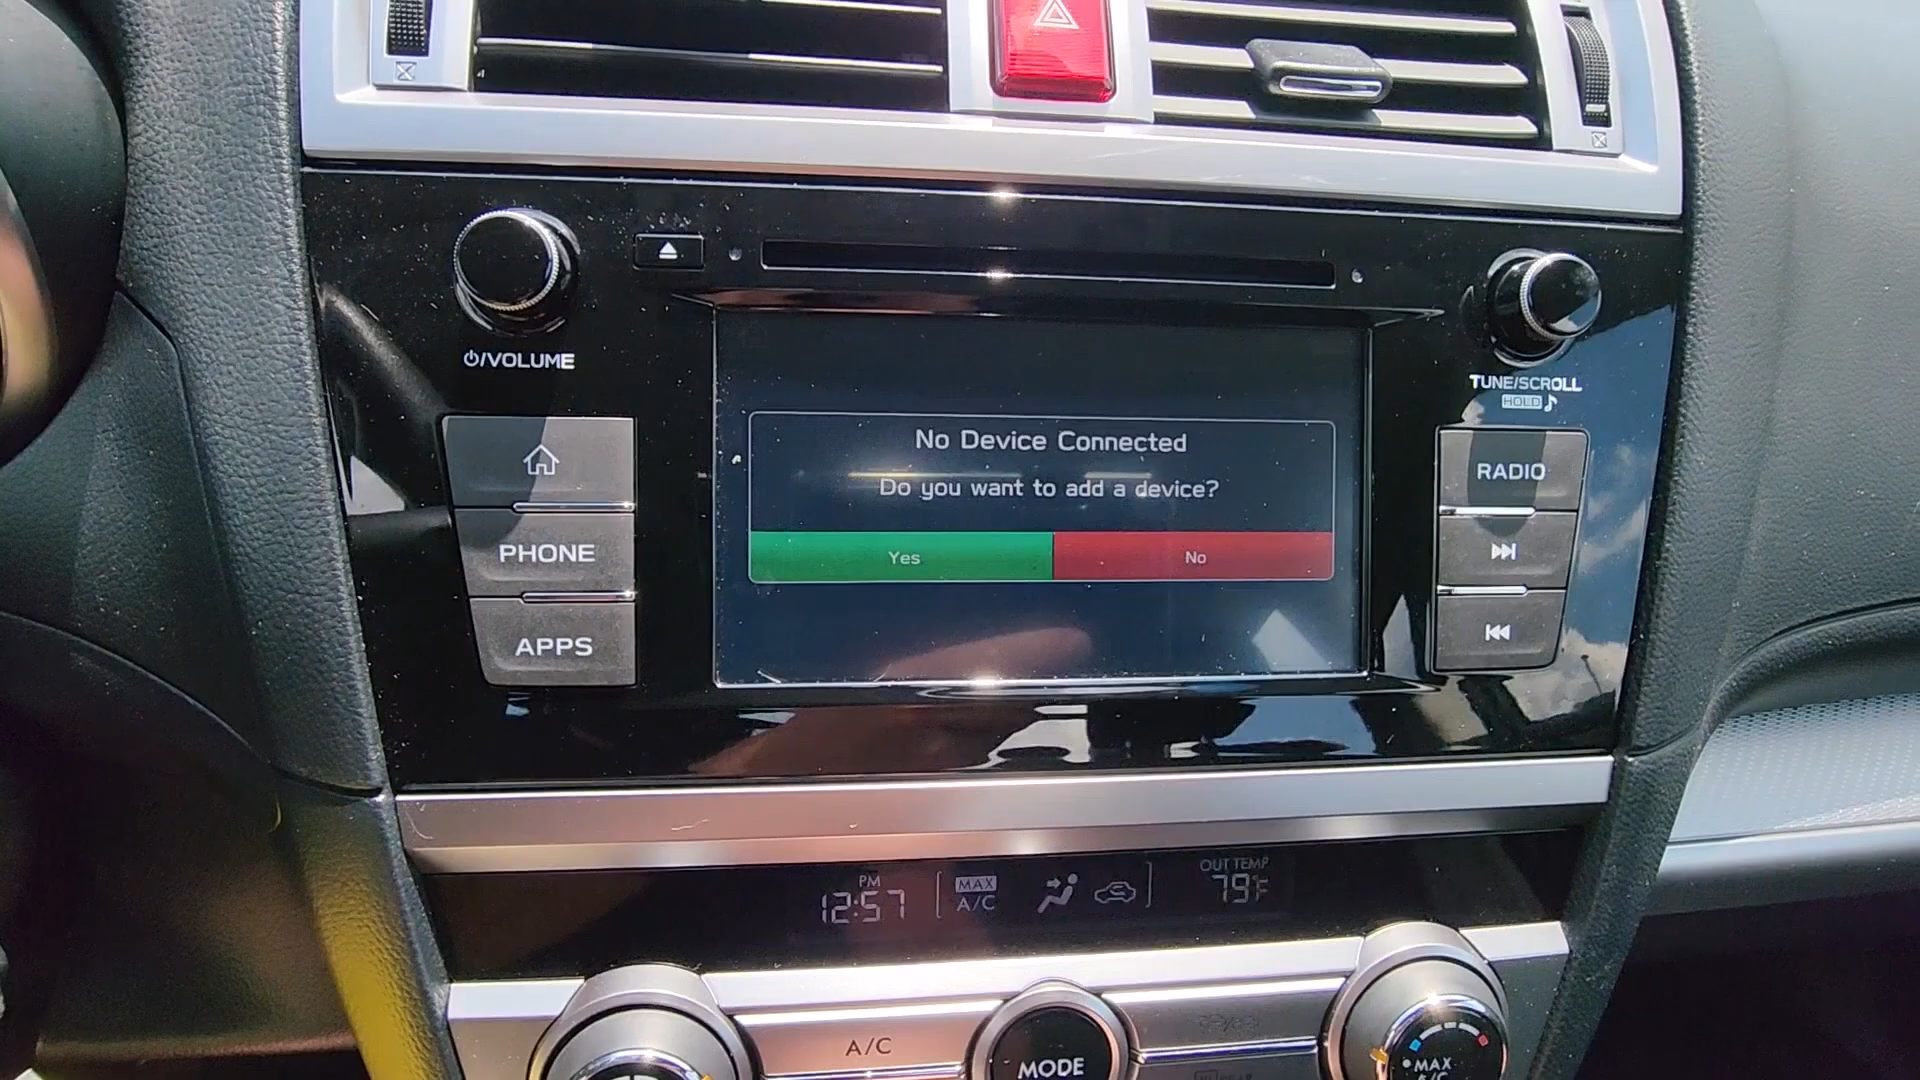 ⏻/VOLUME
TUNE/SCROLL
HOLD
No Device Connected
Do you want to add a device?
Yes
No
PHONE
APPS
RADIO
PM
12:57
MAX
A/C
OUT TEMP
79°F
A/C
MODE
MAX
A/C